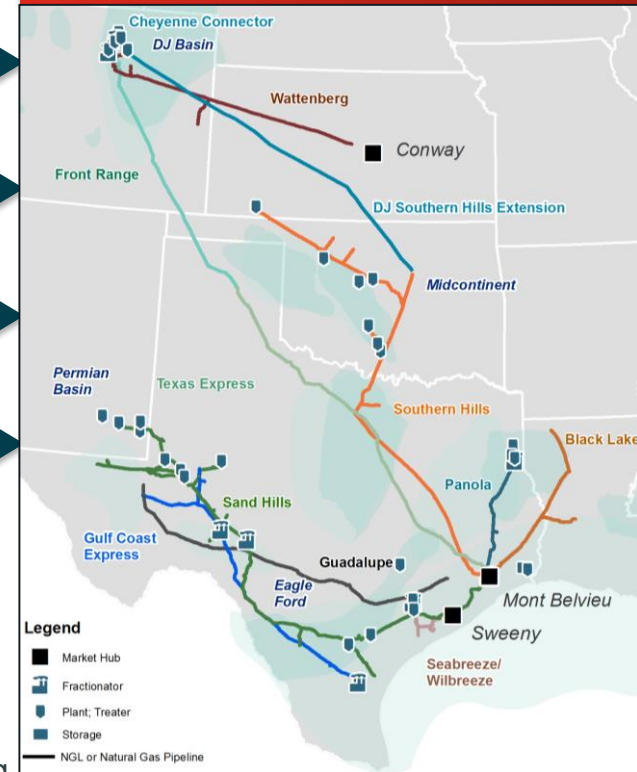 Cheyenne Connector
DJ Basin
Wattenberg
Conway
Front Range
DJ Southern Hills Extension
Midcontinent
Permian
Basin
Texas Express
Southern Hills
Black Lake
Panola
Sand Hills
Gulf Coast
Express
Guadalupe
Eagle
Ford
Mont Belvieu
Sweeny
Seabreeze/
Wilbreeze
Legend
Market Hub
Fractionator
Plant; Treater
Storage
NGL or Natural Gas Pipeline